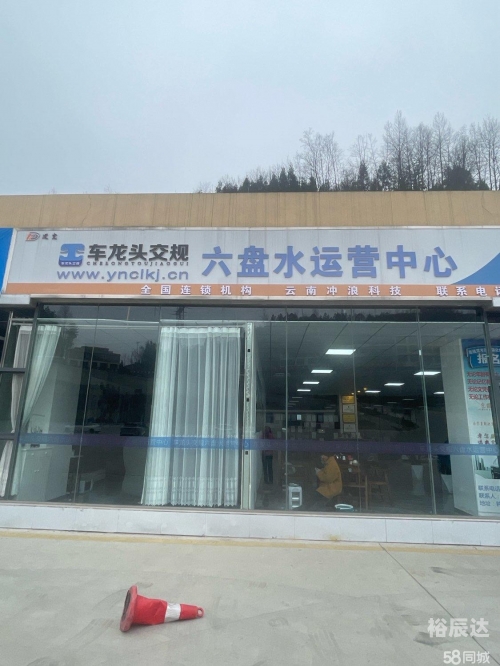 车龙头交规
CHELONGTOUJIAOGUI
www.ynclkj.cn
六盘水运营中心
全国连锁机构 云南冲浪科技 联系电话
报名
裕辰达
58同城